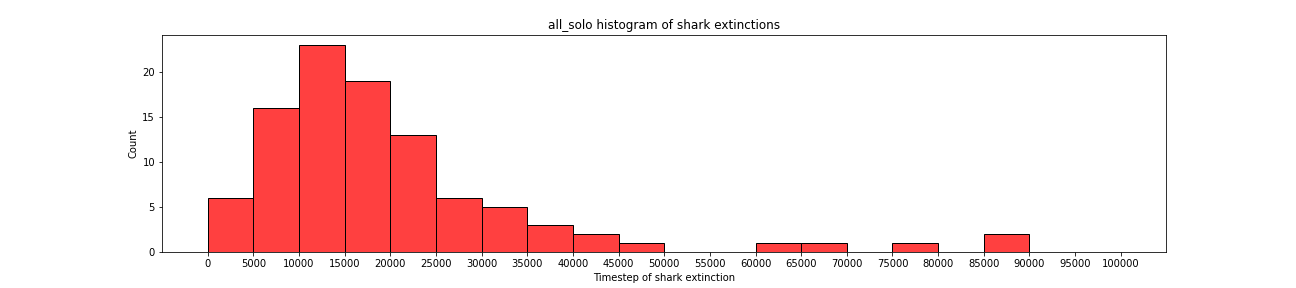 all_solo histogram of shark extinctions
20
15
10
5
0
Count
0 5000 10000 15000 20000 25000 30000 35000 40000 45000 50000 55000 60000 65000 70000 75000 80000 85000 90000 95000 100000
Timestep of shark extinction